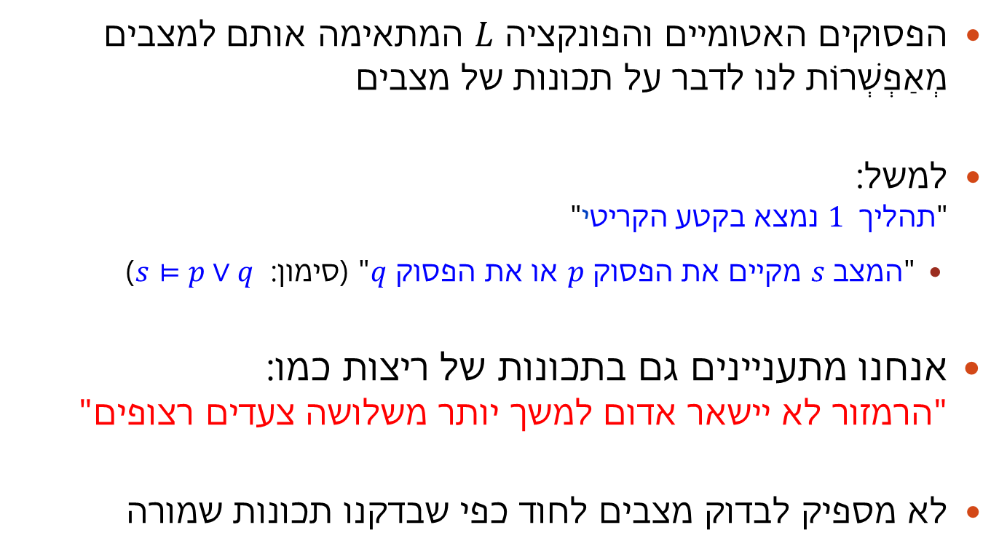 • הפסוקים האטומיים והפונקציה L המתאימה אותם למצבים
מְאַפְשְׁרוֹת לנו לדבר על תכונות של מצבים
• למשל:
"תהליך 1 נמצא בקטע הקריטי"
• "המצב s מקיים את הפסוק p או את הפסוק q" (סימון: s ⊨ p ∨ q)
• אנחנו מתעניינים גם בתכונות של ריצות כמו:
"הרמזור לא יישאר אדום למשך יותר משלושה צעדים רצופים"
• לא מספיק לבדוק מצבים לחוד כפי שבדקנו תכונות שמורה